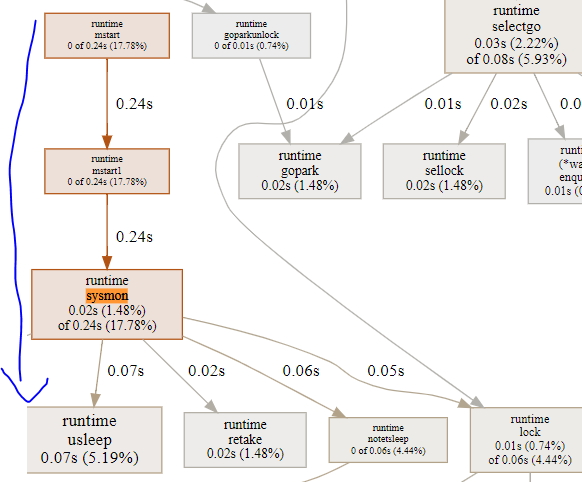 runtime
mstart
0 of 0.24s (17.78%)
runtime
goparkunlock
0 of 0.01s (0.74%)
runtime
selectgo
0.03s (2.22%)
of 0.08s (5.93%)
0.24s
0.01s
0.01s
0.02s
0.0
runtime
mstart1
0 of 0.24s (17.78%)
runtime
gopark
0.02s (1.48%)
runtime
sellock
0.02s (1.48%)
runti
(*wa
enqu
0.01s (0
0.24s
runtime
sysmon
0.02s (1.48%)
of 0.24s (17.78%)
0.07s
0.02s
0.06s
0.05s
runtime
usleep
0.07s (5.19%)
runtime
retake
0.02s (1.48%)
runtime
notetsleep
0 of 0.06s (4.44%)
runtime
lock
0.01s (0.74%)
of 0.06s (4.44%)